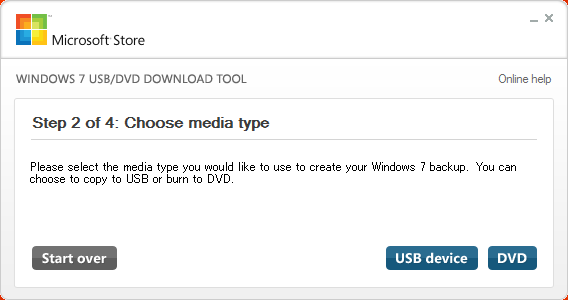 Microsoft Store
WINDOWS 7 USB/DVD DOWNLOAD TOOL
Online help
Step 2 of 4: Choose media type
Please select the media type you would like to use to create your Windows 7 backup. You can
choose to copy to USB or burn to DVD.
Start over
USB device
DVD